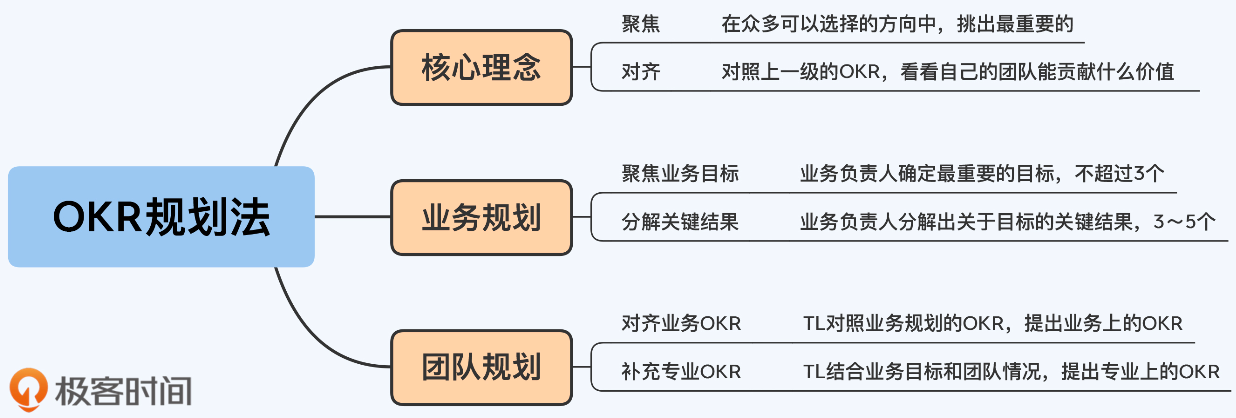 聚焦 在众多可以选择的方向中，挑出最重要的
核心理念
对齐 对照上一级的OKR，看看自己的团队能贡献什么价值
聚焦业务目标 业务负责人确定最重要的目标，不超过3个
OKR规划法
业务规划
分解关键结果 业务负责人分解出关于目标的关键结果，3～5个
对齐业务OKR TL对照业务规划的OKR，提出业务上的OKR
团队规划
补充专业OKR TL结合业务目标和团队情况，提出专业上的OKR
极客时间